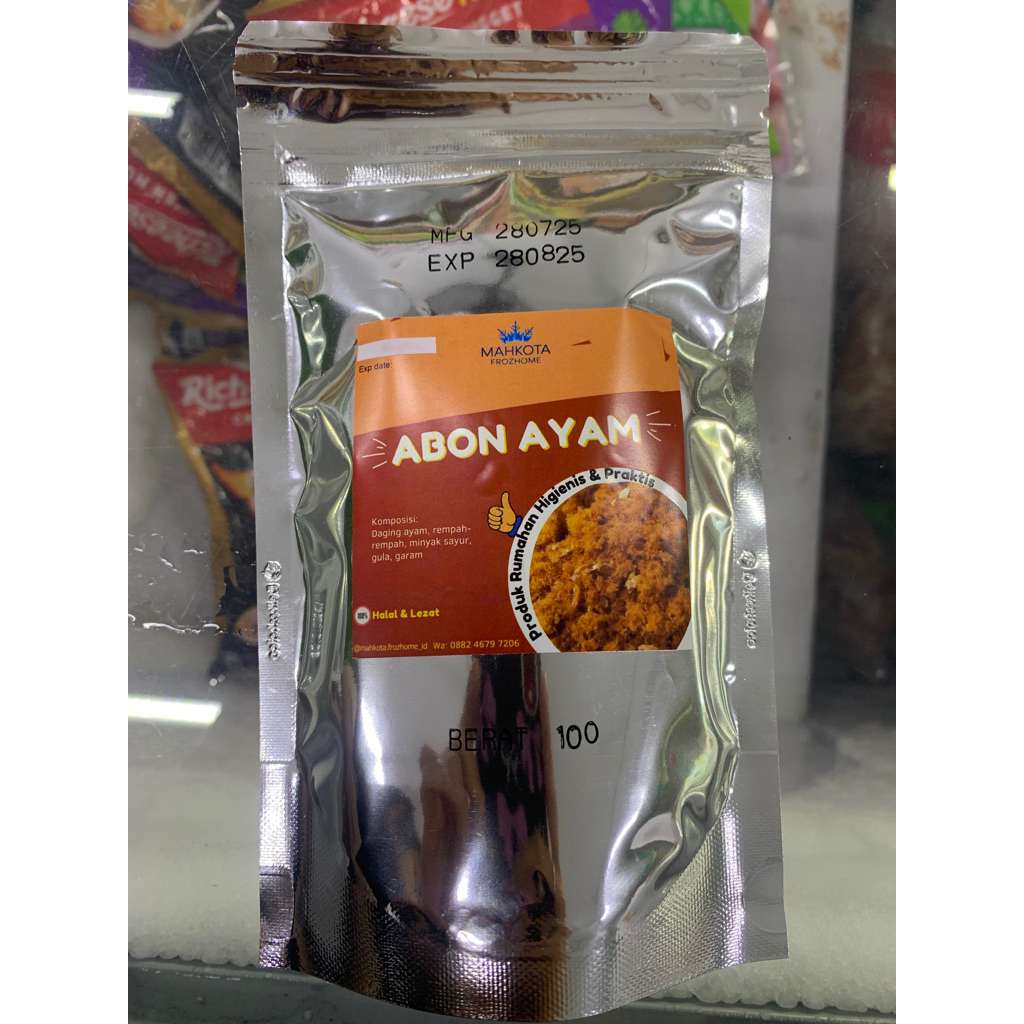 MFG 280725
EXP 280825
MAHKOTA
FROZHOME
Exp date:
ABON AYAM
Produk Rumahan Higienis & Praktis
Komposisi:
Daging ayam, rempah-
rempah, minyak sayur,
gula, garam
100%
Halal & Lezat
@mahkota.frozhome_id Wa: 0882 4679 7206
BERAT 100